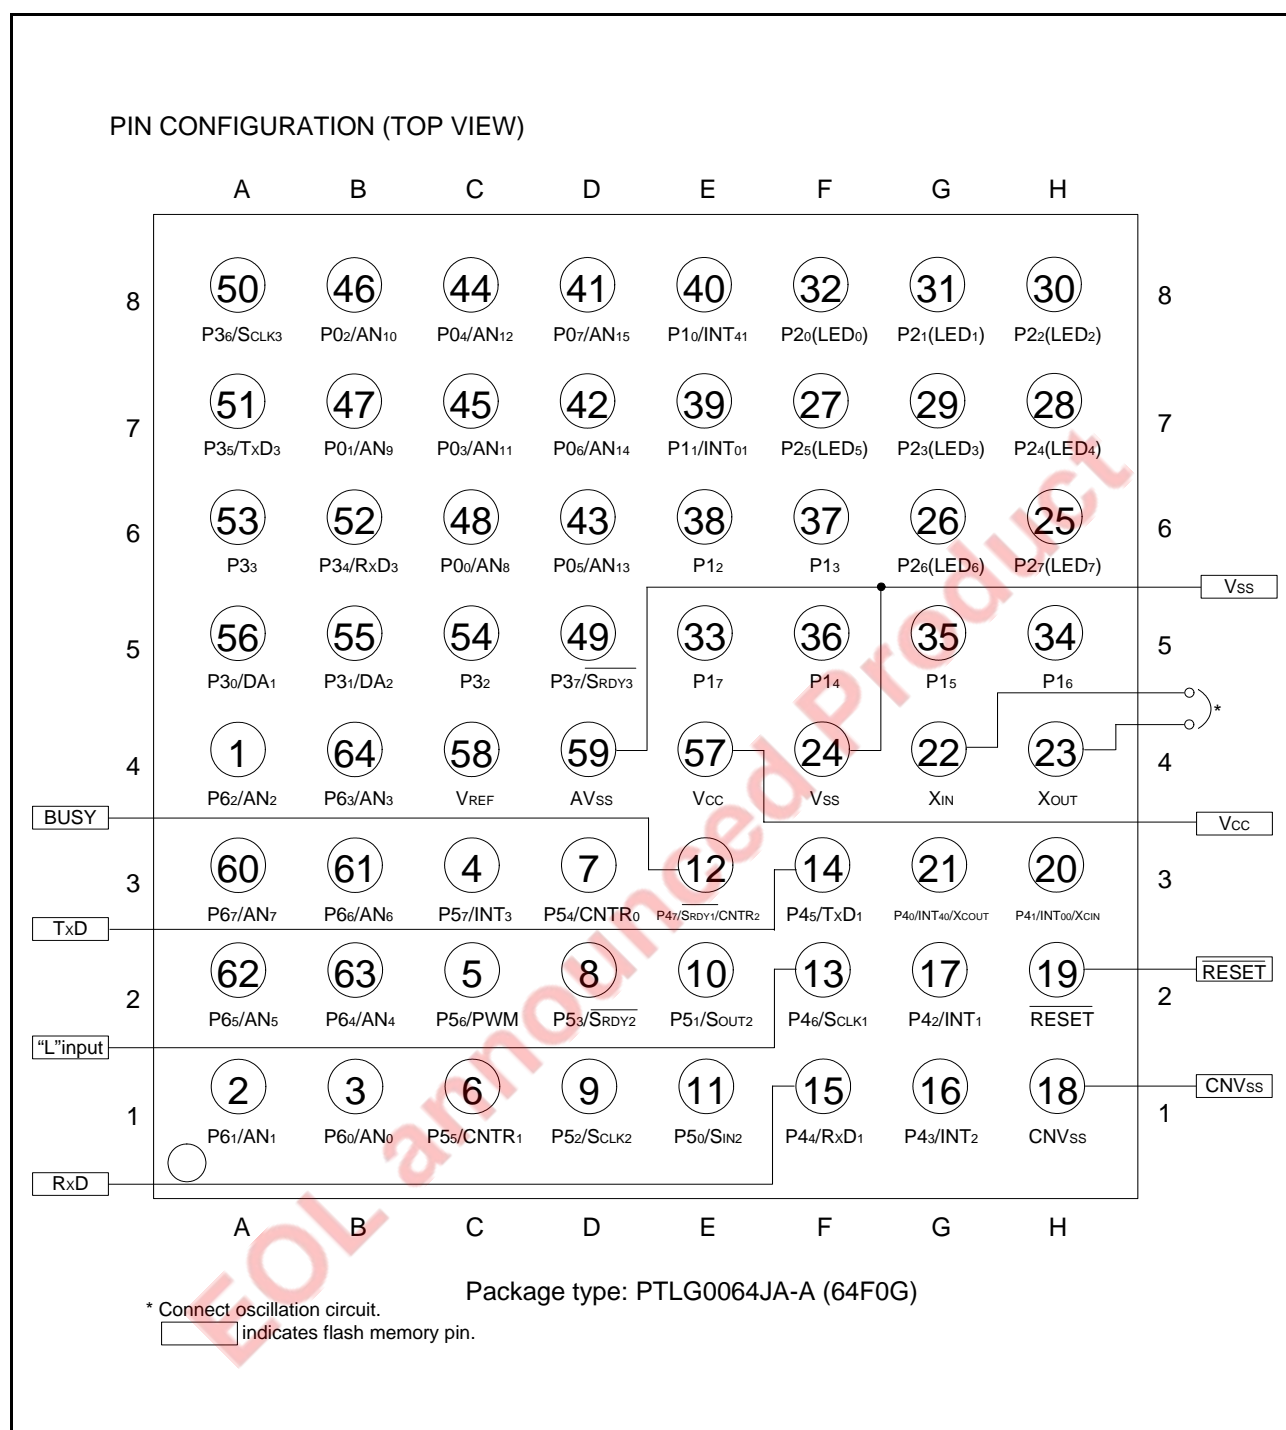 PIN CONFIGURATION (TOP VIEW)
A B C D E F G H
8 50 46 44 41 40 32 31 30 8
P36/SCLK3 P02/AN10 P04/AN12 P07/AN15 P10/INT41 P20(LED0) P21(LED1) P22(LED2)
7 51 47 45 42 39 27 29 28 7
P35/TxD3 P01/AN9 P03/AN11 P06/AN14 P11/INT01 P25(LED5) P23(LED3) P24(LED4)
6 53 52 48 43 38 37 26 25 6
P33 P34/RxD3 P00/AN8 P05/AN13 P12 P13 P26(LED6) P27(LED7)
Vss
5 56 55 54 49 33 36 35 34 5
P30/DA1 P31/DA2 P32 P37/SRDY3 P17 P14 P15 P16
*
4 1 64 58 59 57 24 22 23 4
P62/AN2 P63/AN3 VREF AVss Vcc Vss XIN XOUT
BUSY Vcc
3 60 61 4 7 12 14 21 20 3
P67/AN7 P66/AN6 P57/INT3 P54/CNTR0 P47/SRDY1/CNTR2 P45/TxD1 P40/INT40/XCOUT P41/INT00/XCIN
TxD
2 62 63 5 8 10 13 17 19 RESET 2
P65/AN5 P64/AN4 P56/PWM P53/SRDY2 P51/SOUT2 P46/SCLK1 P42/INT1 RESET
“L”input
1 2 3 6 9 11 15 16 18 CNVss 1
P61/AN1 P60/AN0 P55/CNTR1 P52/SCLK2 P50/SIN2 P44/RxD1 P43/INT2 CNVss
RxD
A B C D E F G H
Package type: PTLG0064JA-A (64F0G)
* Connect oscillation circuit.
indicates flash memory pin.
EOL announced Product